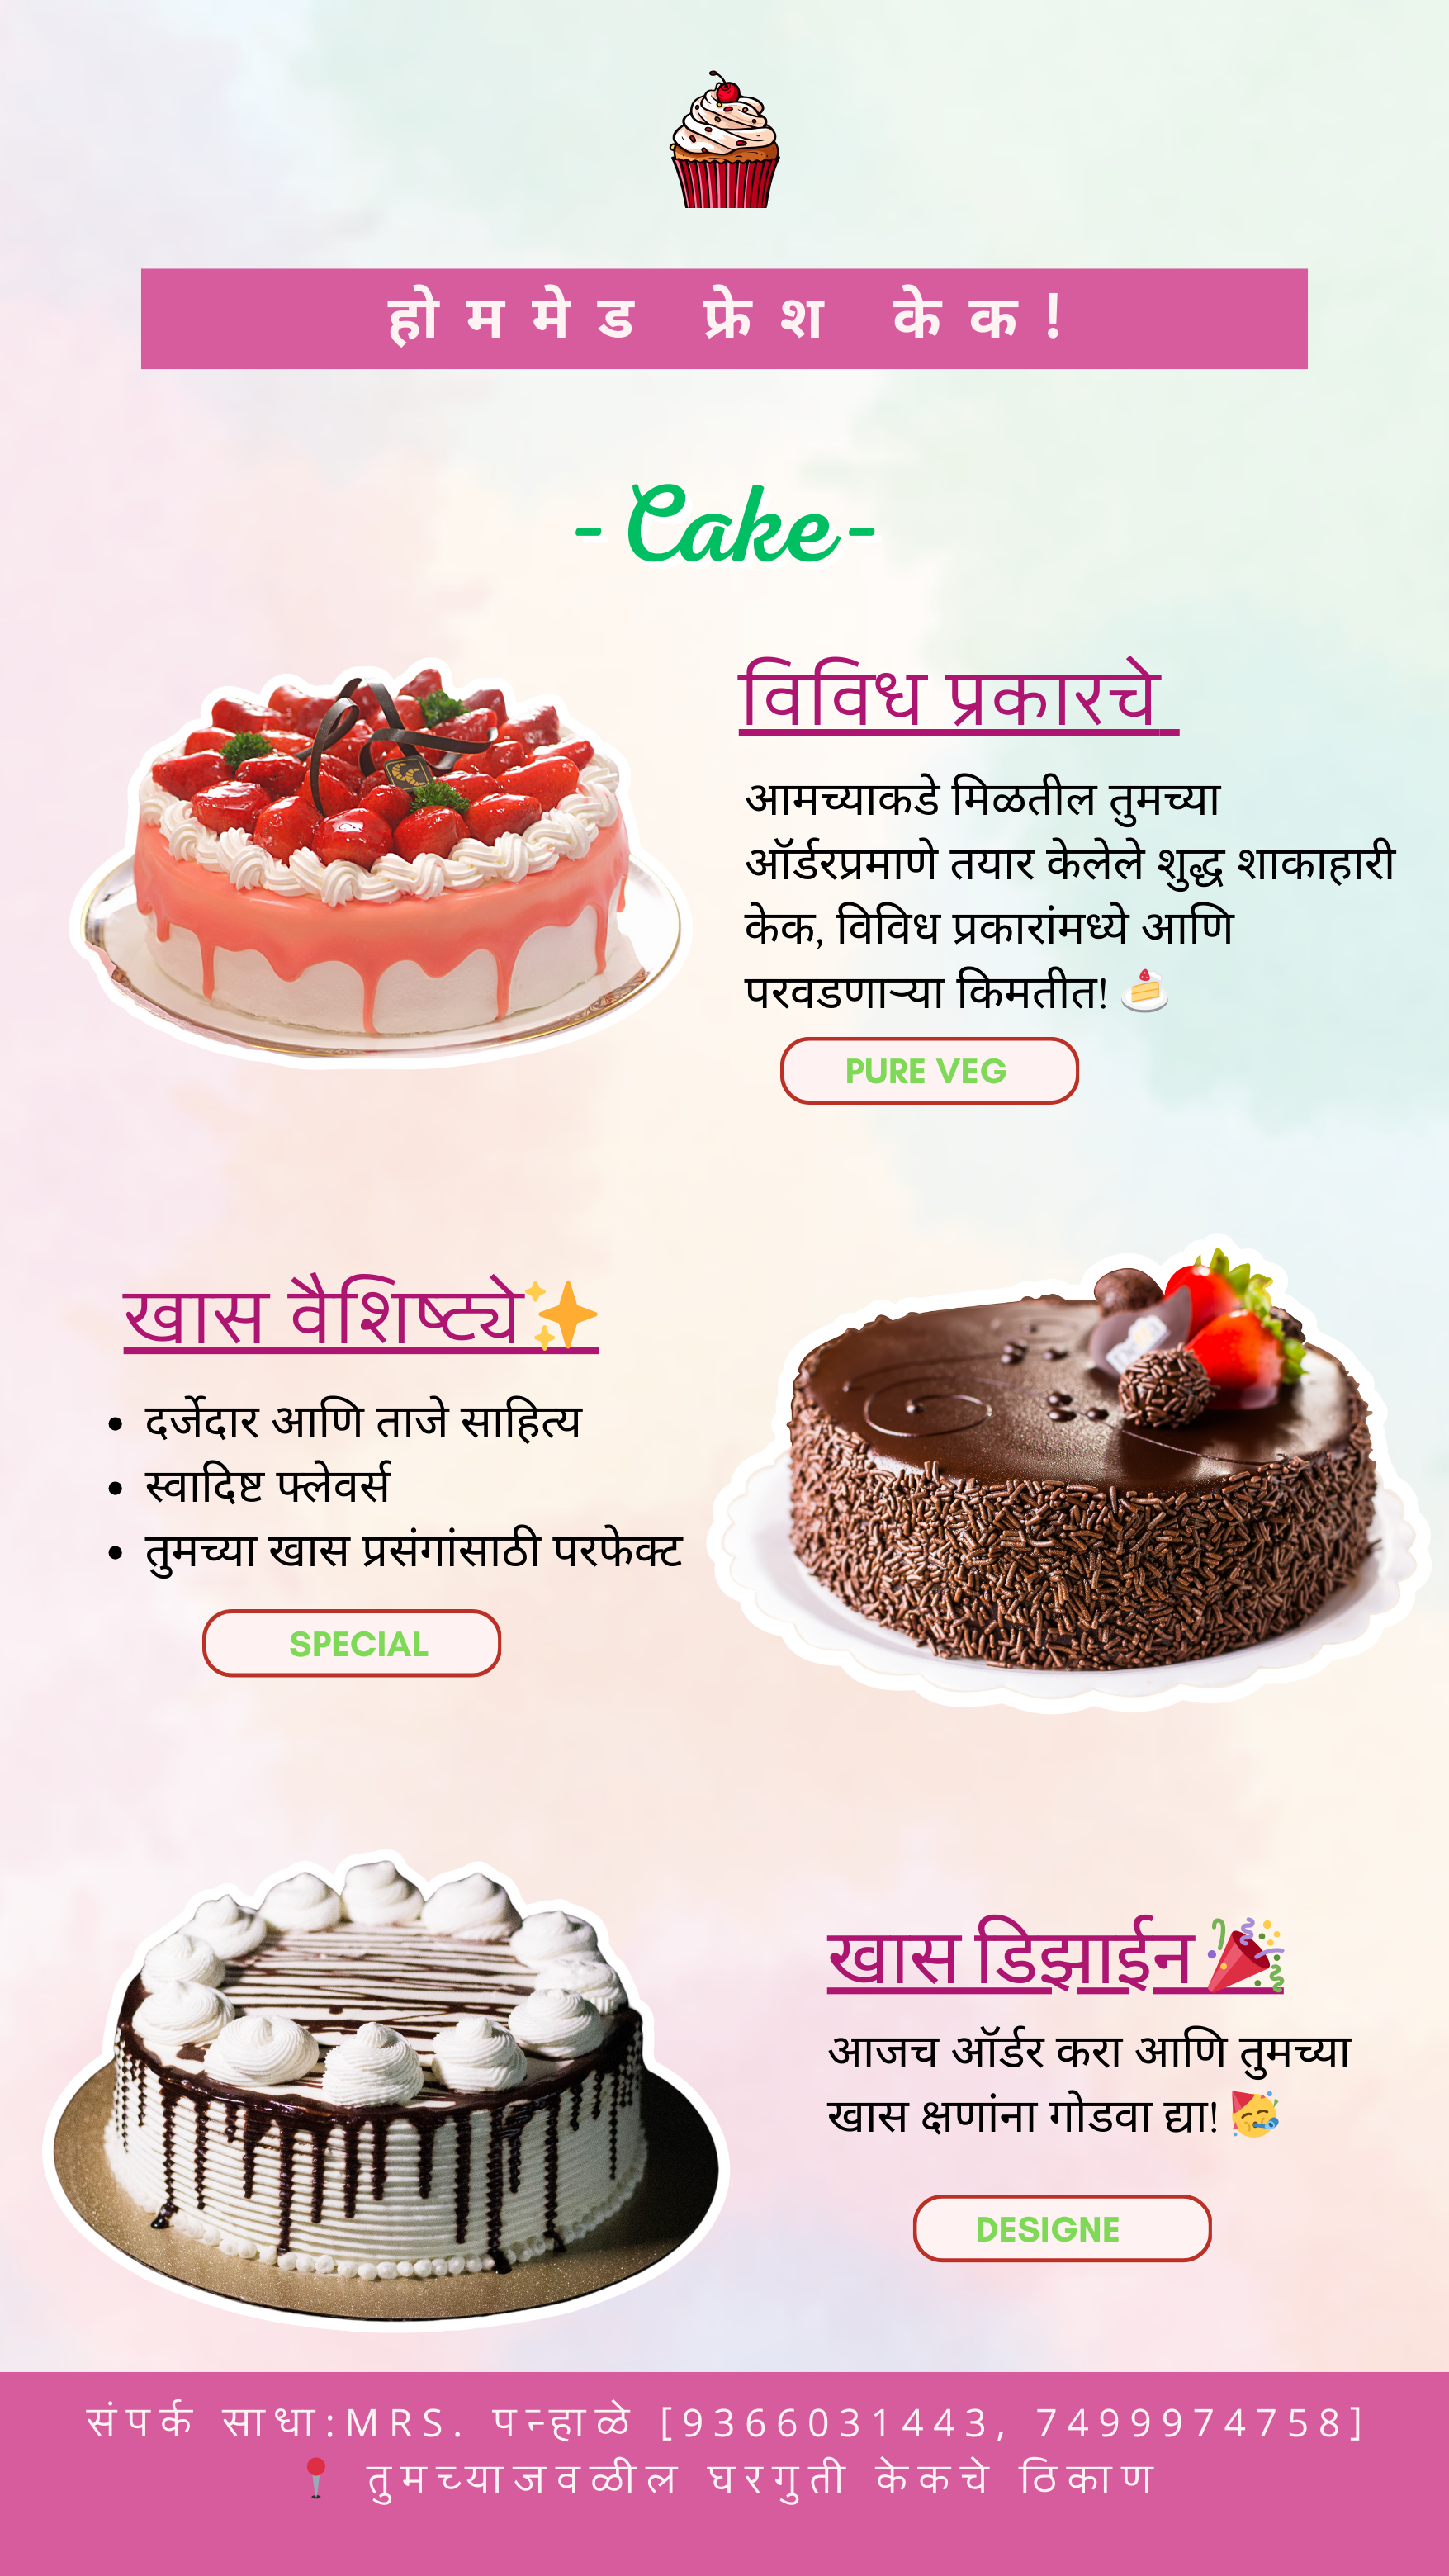 होममेड फ्रेश केक!
- Cake -
विविध प्रकारचे
आमच्याकडे मिळतील तुमच्या
ऑर्डरप्रमाणे तयार केलेले शुद्ध शाकाहारी
केक, विविध प्रकारांमध्ये आणि
परवडणाऱ्या किमतीत! 🍰
PURE VEG
खास वैशिष्ट्ये✨
• दर्जेदार आणि ताजे साहित्य
• स्वादिष्ट फ्लेवर्स
• तुमच्या खास प्रसंगांसाठी परफेक्ट
SPECIAL
खास डिझाईन 🎉
आजच ऑर्डर करा आणि तुमच्या
खास क्षणांना गोडवा द्या! 🥳
DESIGNE
संपर्क साधा:MRS. पन्हाळे [9366031443, 7499974758]
📍 तुमच्याजवळील घरगुती केकचे ठिकाण